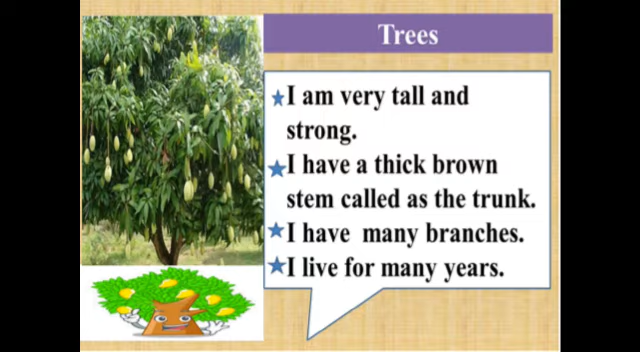 Trees
I am very tall and
strong.
I have a thick brown
stem called as the trunk.
I have many branches.
I live for many years.